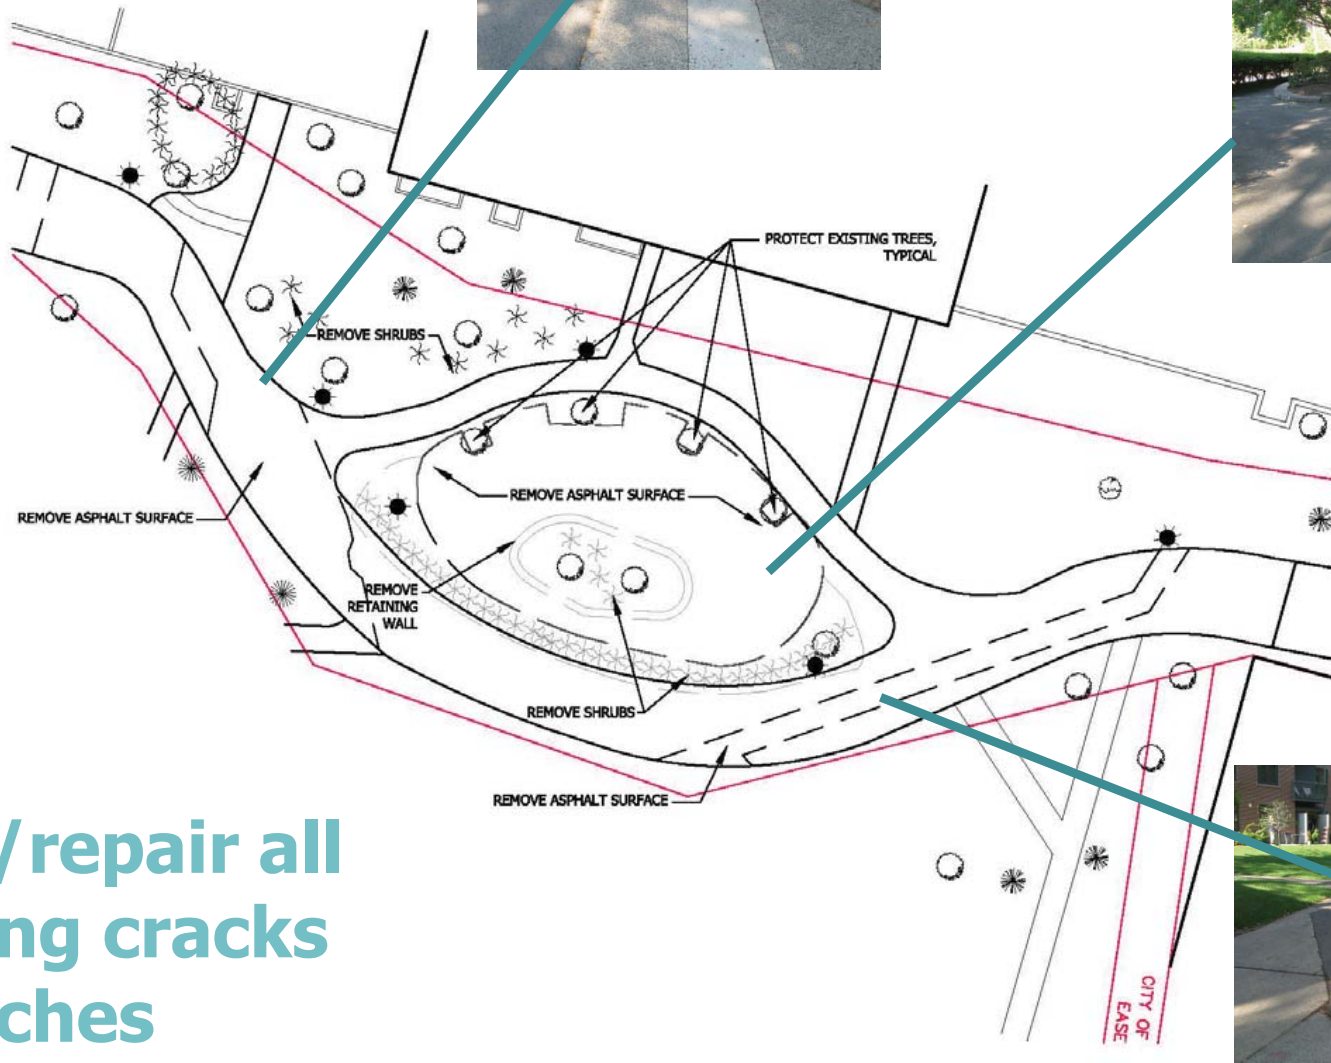 PROTECT EXISTING TREES,
TYPICAL
REMOVE SHRUBS
REMOVE ASPHALT SURFACE
REMOVE ASPHALT SURFACE
REMOVE
RETAINING
WALL
REMOVE SHRUBS
REMOVE ASPHALT SURFACE
/repair all
ng cracks
ches
CITY OF
EASE